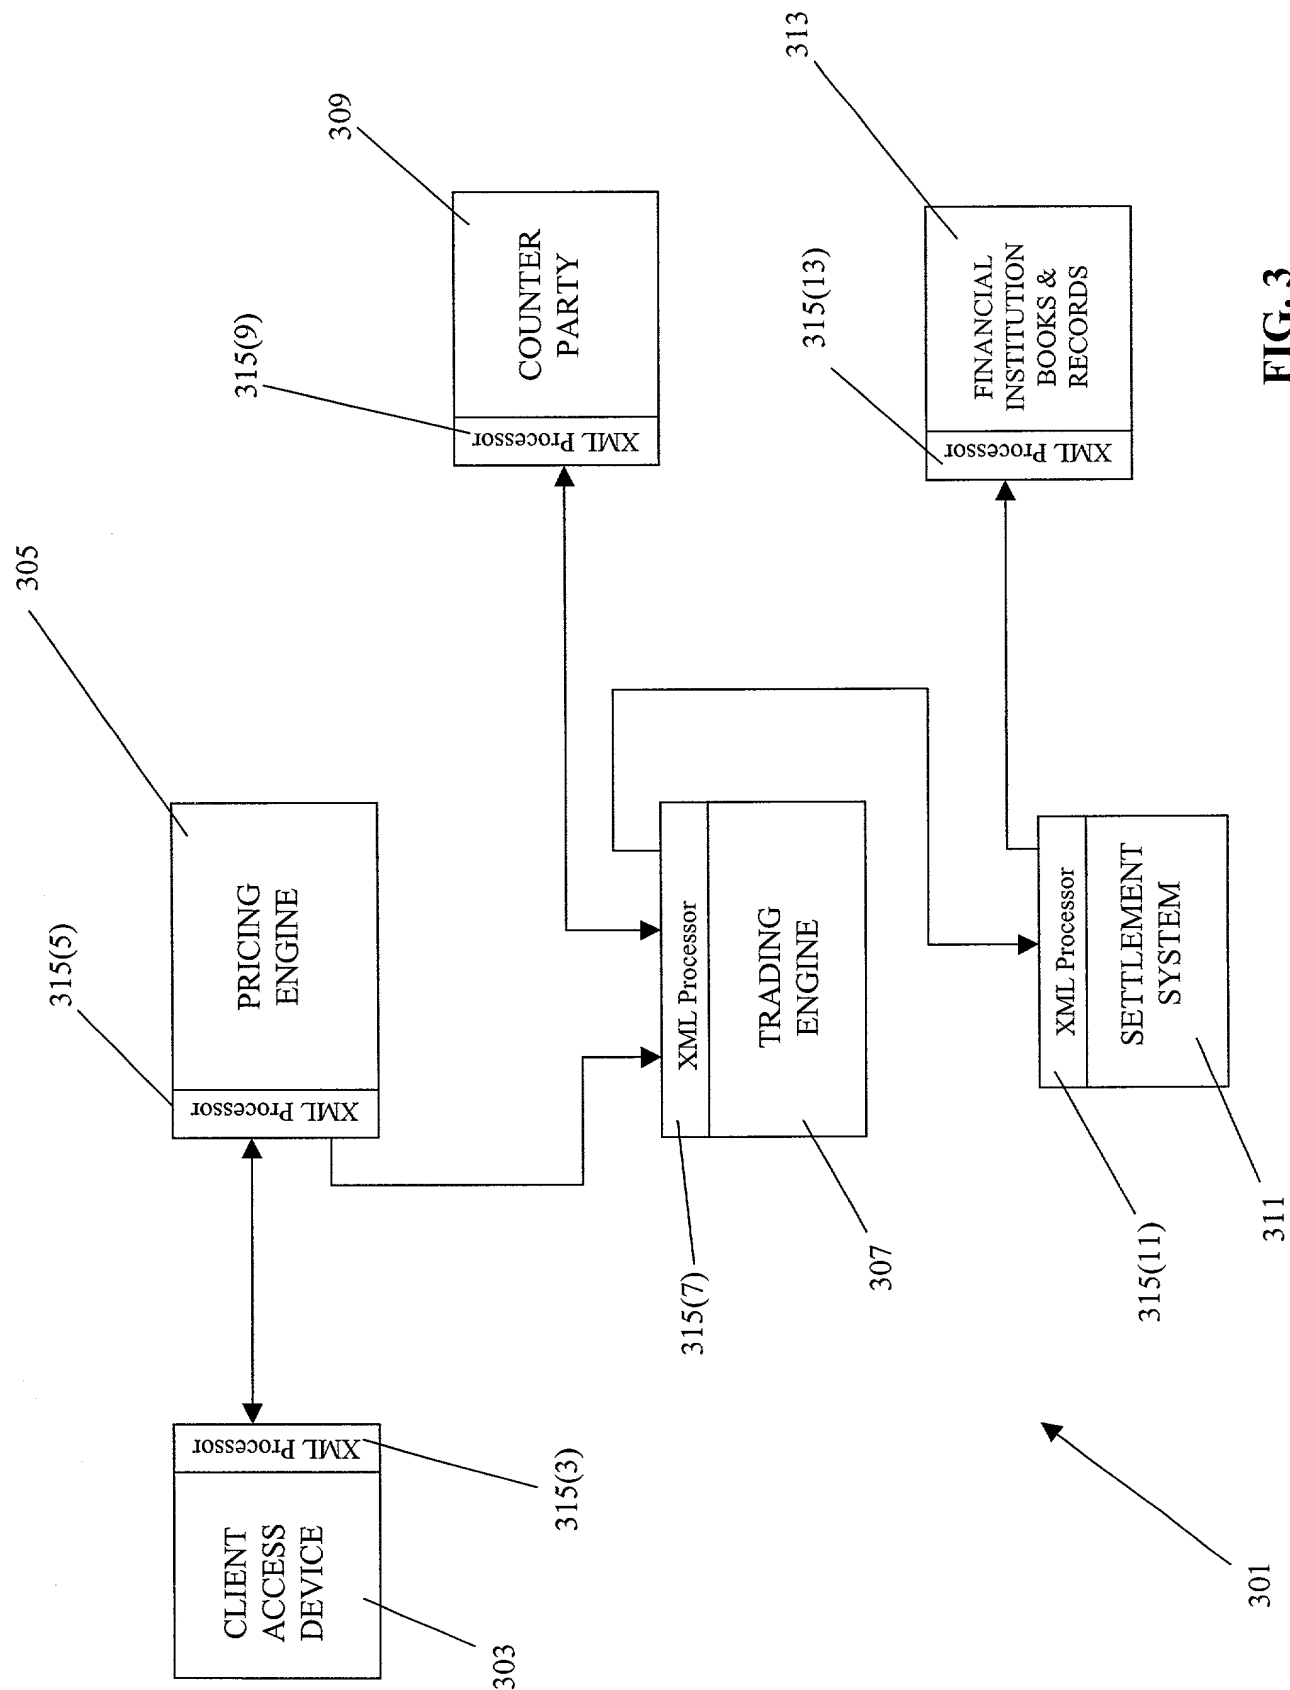 305
309
313
315(5)
315(9)
315(13)
PRICING
ENGINE
XML Processor
COUNTER
PARTY
XML Processor
FINANCIAL
INSTITUTION
BOOKS &
RECORDS
XML Processor
CLIENT
ACCESS
DEVICE
XML Processor
315(3)
303
XML Processor
TRADING
ENGINE
315(7)
307
XML Processor
SETTLEMENT
SYSTEM
315(11)
311
301
FIG. 3